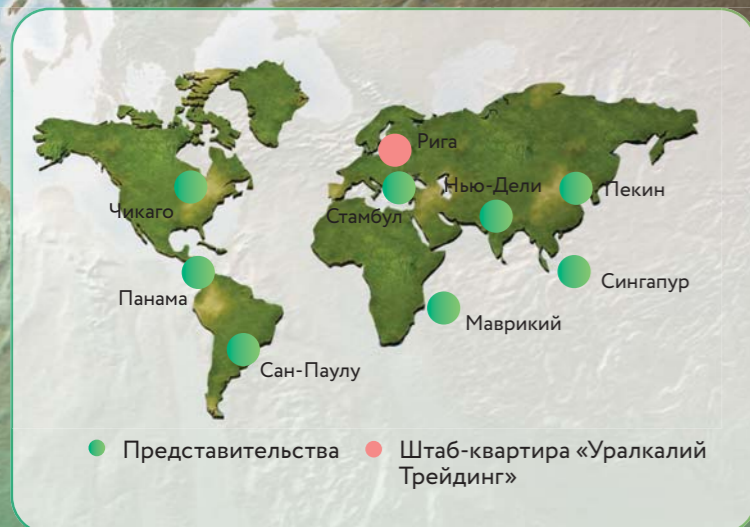 Рига
Нью-Дели
Пекин
Чикаго
Стамбул
Сингапур
Панама
Маврикий
Сан-Паулу
Представительства
Штаб-квартира «Уралкалий
Трейдинг»